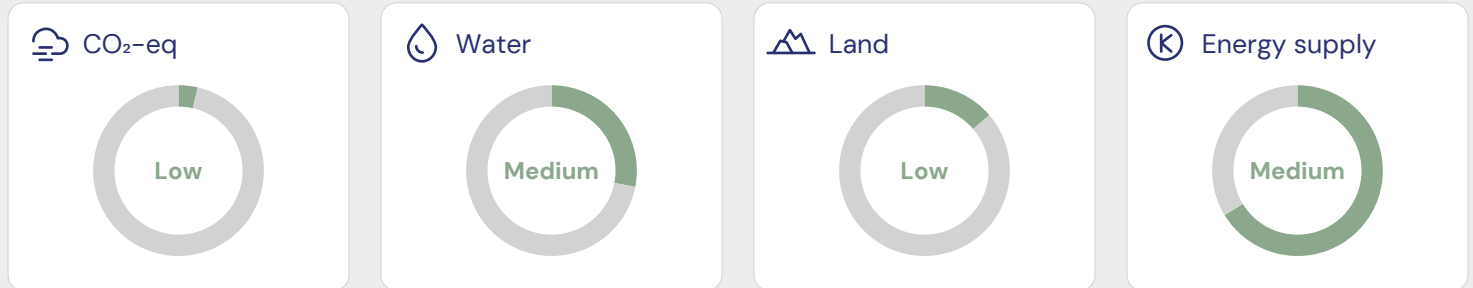 CO₂-eq
Low
Water
Medium
Land
Low
Energy supply
Medium